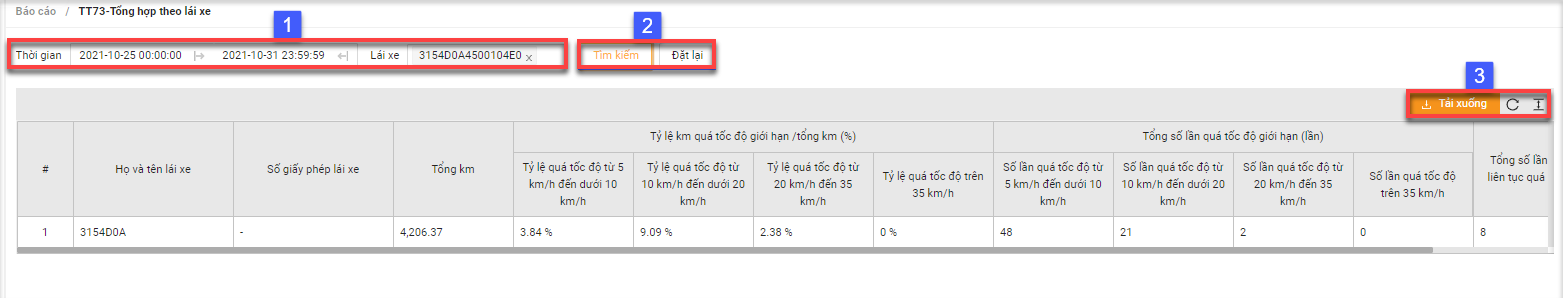 Báo cáo / TT73-Tổng hợp theo lái xe
1
2
Thời gian 2021-10-25 00:00:00 2021-10-31 23:59:59 Lái xe 3154D0A4500104E0 x Tìm kiếm Đặt lại
3
Tải xuống
# Họ và tên lái xe Số giấy phép lái xe Tổng km
Tỷ lệ km quá tốc độ giới hạn /tổng km (%)
Tỷ lệ quá tốc độ từ 5
km/h đến dưới 10
km/h
Tỷ lệ quá tốc độ từ
10 km/h đến dưới 20
km/h
Tỷ lệ quá tốc độ từ
20 km/h đến 35
km/h
Tỷ lệ quá tốc độ trên
35 km/h
Tổng số lần quá tốc độ giới hạn (lần)
Số lần quá tốc độ từ
5 km/h đến dưới 10
km/h
Số lần quá tốc độ từ
10 km/h đến dưới 20
km/h
Số lần quá tốc độ từ
20 km/h đến 35
km/h
Số lần quá tốc độ
trên 35 km/h
Tổng số lần
liên tục quá
1 3154D0A - 4,206.37 3.84 % 9.09 % 2.38 % 0 % 48 21 2 0 8